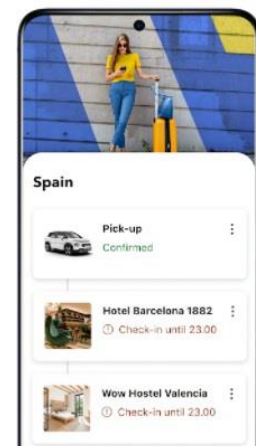 Spain
Pick-up
Confirmed
Hotel Barcelona 1882
Check-in until 23.00
Wow Hostel Valencia
Check-in until 23.00